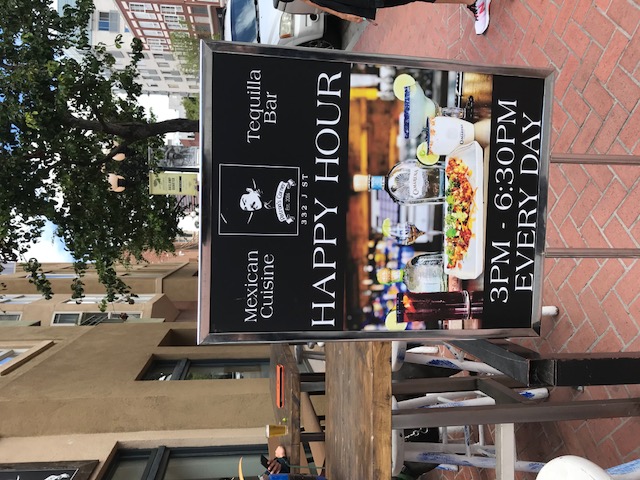 Mexican
Cuisine
332 J ST
Tequilla
Bar
HAPPY HOUR
3PM - 6:30PM
EVERY DAY